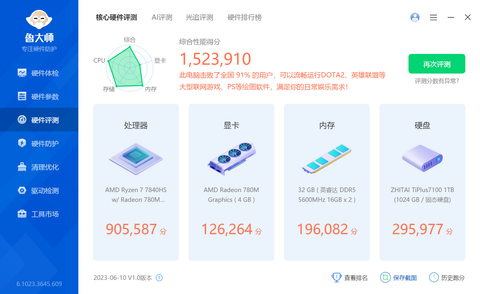 鲁大师
专注硬件防护
硬件体检
硬件参数
硬件评测
硬件防护
清理优化
驱动检测
工具市场
6.1023.3645.609
核心硬件评测 AI评测 光追评测 硬件排行榜
综合
CPU
显卡
存储
内存
综合性能得分
1,523,910
此电脑击败了全国 91% 的用户，可以流畅运行DOTA2、英雄联盟等
大型联网游戏、PS等绘图软件，满足你的日常娱乐需求!
再次评测
评测分数有异常?
处理器
AMD Ryzen 7 7840HS
w/ Radeon 780M...
905,587 分
显卡
AMD Radeon 780M
Graphics ( 4 GB )
126,264 分
内存
32 GB ( 英睿达 DDR5
5600MHz 16GB x 2 )
196,082 分
硬盘
ZHITAI TiPlus7100 1TB
(1024 GB / 固态硬盘)
295,977 分
2023-06-10 V1.0版本
查看排名
保存截图
历史跑分